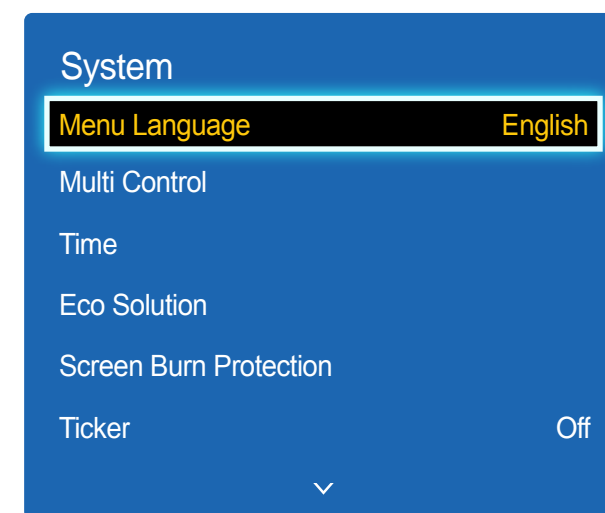 System
Menu Language English
Multi Control
Time
Eco Solution
Screen Burn Protection
Ticker Off